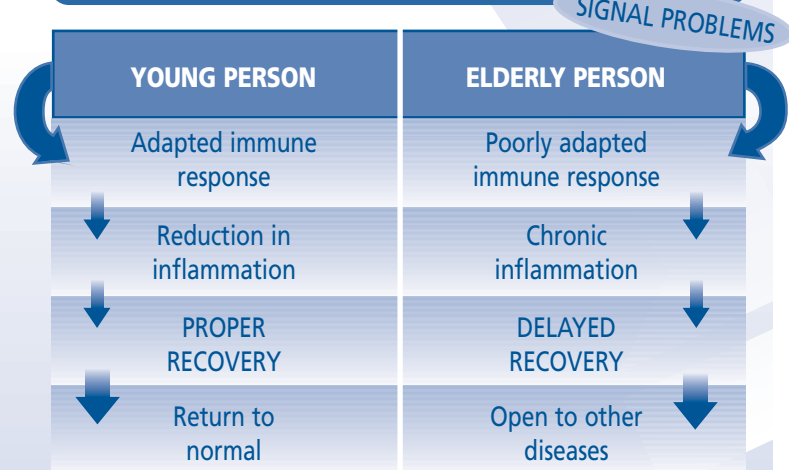 SIGNAL PROBLEMS
YOUNG PERSON
ELDERLY PERSON
Adapted immune
response
Poorly adapted
immune response
Reduction in
inflammation
Chronic
inflammation
PROPER
RECOVERY
DELAYED
RECOVERY
Return to
normal
Open to other
diseases